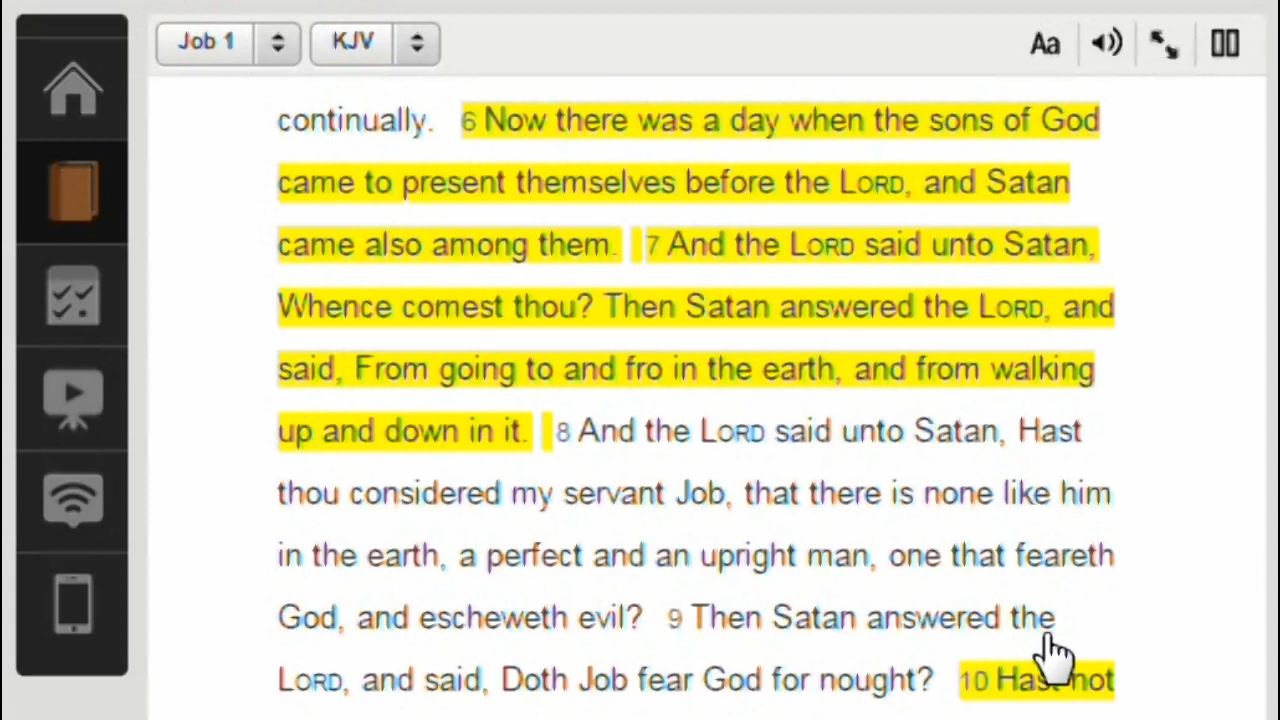 Job 1 KJV Aa
continually. 6 Now there was a day when the sons of God
came to present themselves before the LORD, and Satan
came also among them. 7 And the LORD said unto Satan,
Whence comest thou? Then Satan answered the LORD, and
said, From going to and fro in the earth, and from walking
up and down in it. 8 And the LORD said unto Satan, Hast
thou considered my servant Job, that there is none like him
in the earth, a perfect and an upright man, one that feareth
God, and escheweth evil? 9 Then Satan answered the
LORD, and said, Doth Job fear God for nought? 10 Hast not